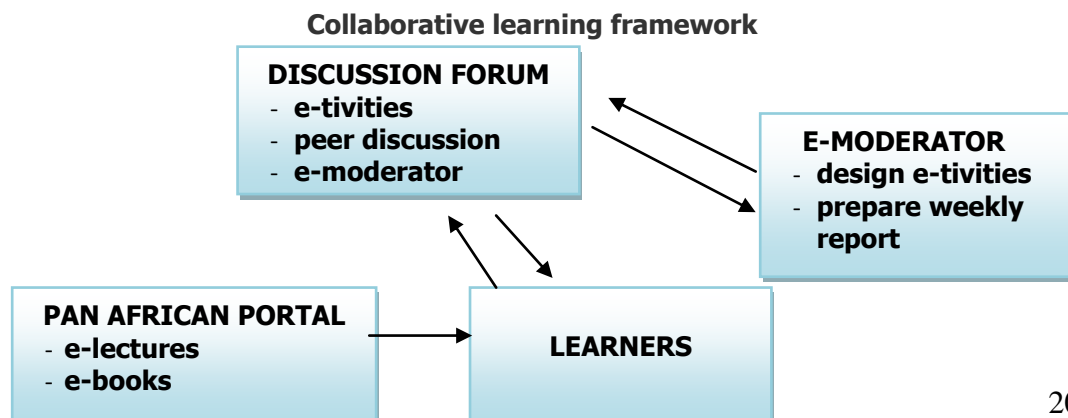 Collaborative learning framework
DISCUSSION FORUM
- e-tivities
- peer discussion
- e-moderator
E-MODERATOR
- design e-tivities
- prepare weekly
report
PAN AFRICAN PORTAL
- e-lectures
- e-books
LEARNERS